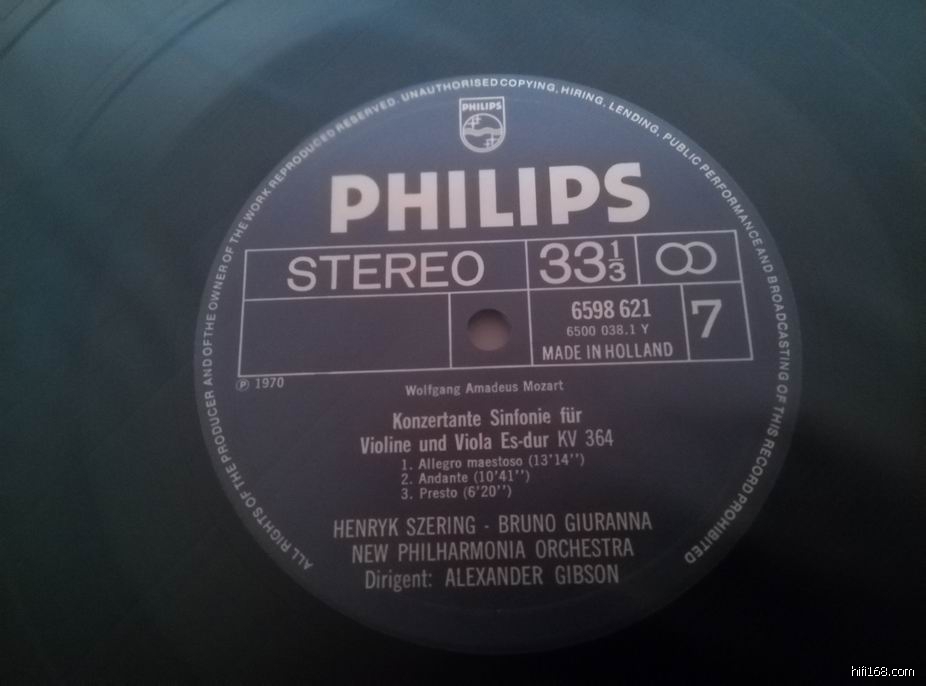 ALL RIGHTS OF THE PRODUCER AND OF THE OWNER OF THE WORK REPRODUCED RESERVED. UNAUTHORISED COPYING, HIRING, LENDING, PUBLIC PERFORMANCE AND BROADCASTING OF THIS RECORD PROHIBITED
PHILIPS
PHILIPS
STEREO 33 1/3
6598 621 7
6500 038.1 Y
MADE IN HOLLAND
℗ 1970
Wolfgang Amadeus Mozart
Konzertante Sinfonie für
Violine und Viola Es-dur KV 364
1. Allegro maestoso (13'14'')
2. Andante (10'41'')
3. Presto (6'20'')
HENRYK SZERING - BRUNO GIURANNA
NEW PHILHARMONIA ORCHESTRA
Dirigent: ALEXANDER GIBSON
hifi168.com